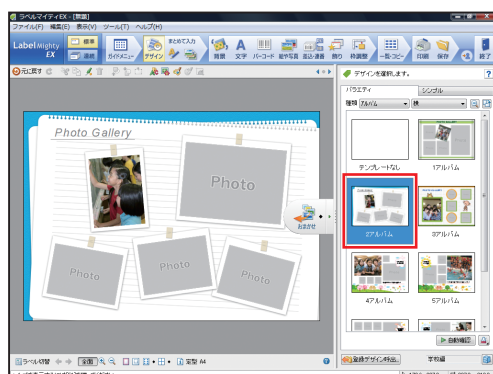 ラベルマイティEX - [無題]
ファイル(F) 編集(E) 表示(V) ツール(T) ヘルプ(H)
LabelMighty EX
標準
連続
ガイドメニュー
デザイン
まとめて入力
背景
文字
バーコード
絵や写真
差込・連番
飾り
枠調整
一覧・コピー
印刷
保存
終了
元に戻す
デザインを選択します。
バラエティ
シンプル
種類 アルバム
横
Photo Gallery
Photo
Photo
Photo
Photo
おまかせ
テンプレートなし
1アルバム
2アルバム
3アルバム
4アルバム
5アルバム
自動確認
ラベル切替
全面
定型 A4
登録デザイン呼出..
学校編